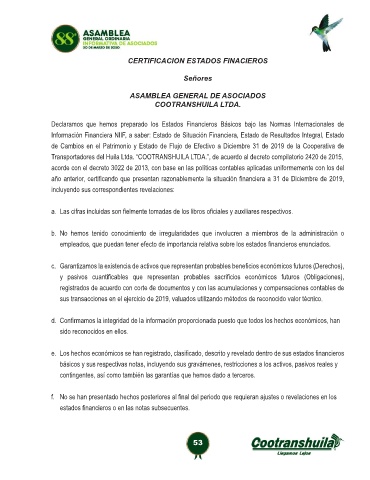 88ª ASAMBLEA
GENERAL ORDINARIA
INFORMATIVA DE ASOCIADOS
30 DE MARZO DE 2020
CERTIFICACION ESTADOS FINACIEROS
Señores
ASAMBLEA GENERAL DE ASOCIADOS
COOTRANSHUILA LTDA.
Declaramos que hemos preparado los Estados Financieros Básicos bajo las Normas Internacionales de
Información Financiera NIIF, a saber: Estado de Situación Financiera, Estado de Resultados Integral, Estado
de Cambios en el Patrimonio y Estado de Flujo de Efectivo a Diciembre 31 de 2019 de la Cooperativa de
Transportadores del Huila Ltda. “COOTRANSHUILA LTDA.”, de acuerdo al decreto compilatorio 2420 de 2015,
acorde con el decreto 3022 de 2013, con base en las políticas contables aplicadas uniformemente con los del
año anterior, certificando que presentan razonablemente la situación financiera a 31 de Diciembre de 2019,
incluyendo sus correspondientes revelaciones:
a. Las cifras incluidas son fielmente tomadas de los libros oficiales y auxiliares respectivos
b. No hemos tenido conocimiento de irregularidades que involucren a miembros de la administración o
empleados, que puedan tener efecto de importancia relativa sobre los estados financieros enunciados.
c. Garantizamos la existencia de activos que representan probables beneficios económicos futuros (Derechos),
y pasivos cuantificables que representan probables sacrificios económicos futuros (Obligaciones),
registrados de acuerdo con corte de documentos y con las acumulaciones y compensaciones contables de
sus transacciones en el ejercicio de 2019, valuados utilizando métodos de reconocido valor técnico.
d. Confirmamos la integridad de la información proporcionada puesto que todos los hechos económicos, han
sido reconocidos en ellos.
e. Los hechos económicos se han registrado, clasificado, descrito y revelado dentro de sus estados financieros
básicos y sus respectivas notas, incluyendo sus gravámenes, restricciones a los activos, pasivos reales y
contingentes, así como también las garantías que hemos dado a terceros.
f. No se han presentado hechos posteriores al final del periodo que requieran ajustes o revelaciones en los
estados financieros o en las notas subsecuentes.
53
Cootranshuila
Llegamos Lejos